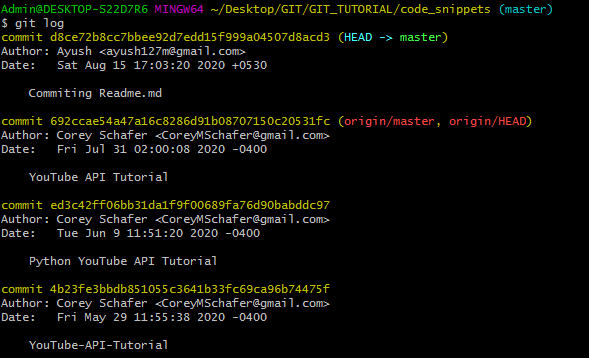 Admin@DESKTOP-S22D7R6 MINGW64 ~/Desktop/GIT/GIT_TUTORIAL/code_snippets (master)
$ git log
commit d8ce72b8cc7bbee92d7edd15f999a04507d8acd3 (HEAD -> master)
Author: Ayush <ayush127m@gmail.com>
Date:   Sat Aug 15 17:03:20 2020 +0530
    Commiting Readme.md
commit 692ccae54a47a16c8286d91b08707150c20531fc (origin/master, origin/HEAD)
Author: Corey Schafer <CoreyMSchafer@gmail.com>
Date:   Fri Jul 31 02:00:08 2020 -0400
    YouTube API Tutorial
commit ed3c42ff06bb31da1f9f00689fa76d90babddc97
Author: Corey Schafer <CoreyMSchafer@gmail.com>
Date:   Tue Jun 9 11:51:20 2020 -0400
    Python YouTube API Tutorial
commit 4b23fe3bbdb851055c3641b33fc69ca96b74475f
Author: Corey Schafer <CoreyMSchafer@gmail.com>
Date:   Fri May 29 11:55:38 2020 -0400
    YouTube-API-Tutorial